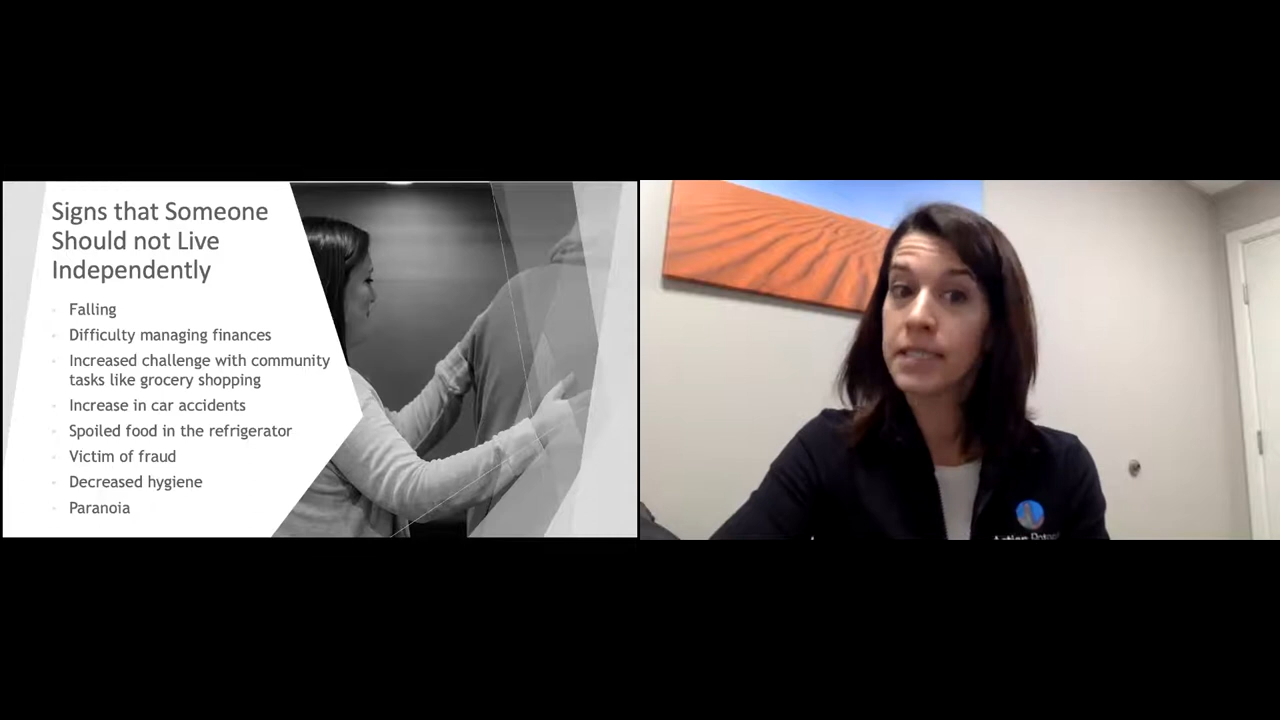 Signs that Someone
Should not Live
Independently
Falling
Difficulty managing finances
Increased challenge with community
tasks like grocery shopping
Increase in car accidents
Spoiled food in the refrigerator
Victim of fraud
Decreased hygiene
Paranoia